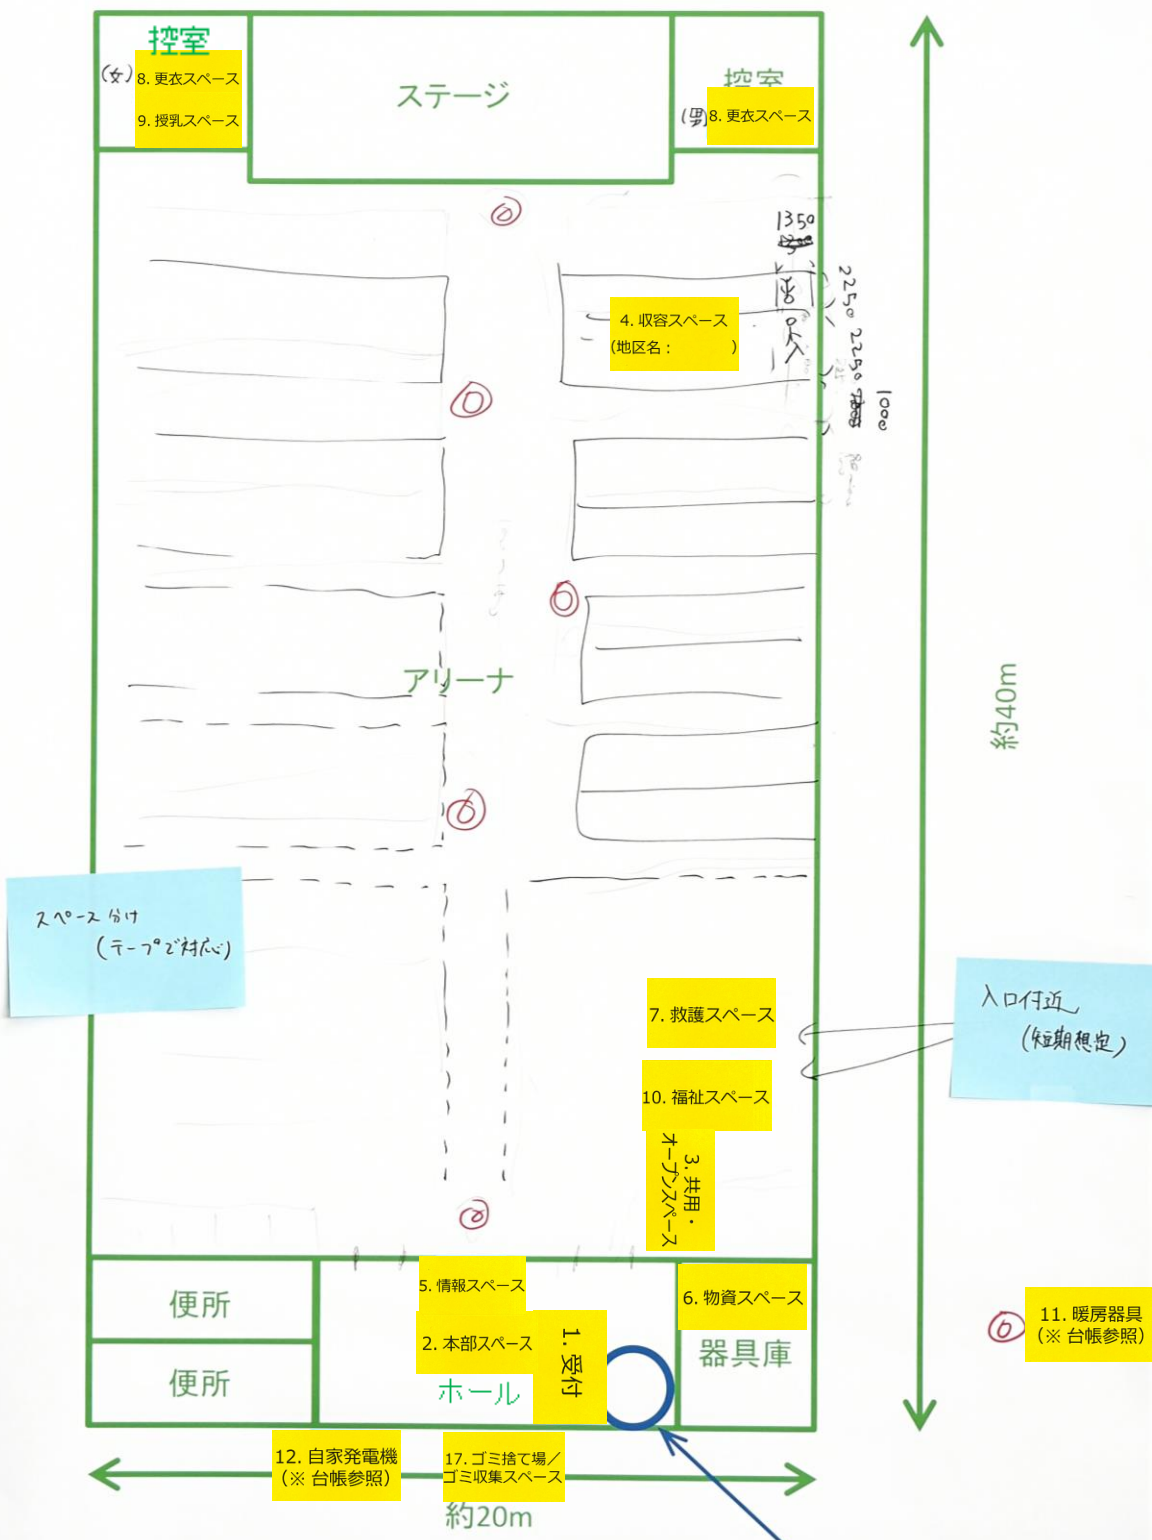 控室
(女)
8. 更衣スペース
9. 授乳スペース
ステージ
控室
(男)
8. 更衣スペース
1350
2250
2250
1000
4. 収容スペース
(地区名：　　　)
アリーナ
約40m
スペース分け
(テープで対応)
7. 救護スペース
入口付近
(短期想定)
10. 福祉スペース
3. 共用・
オープンスペース
便所
便所
5. 情報スペース
2. 本部スペース
1. 受付
ホール
6. 物資スペース
器具庫
11. 暖房器具
(※ 台帳参照)
12. 自家発電機
(※ 台帳参照)
17. ゴミ捨て場／
ゴミ収集スペース
約20m